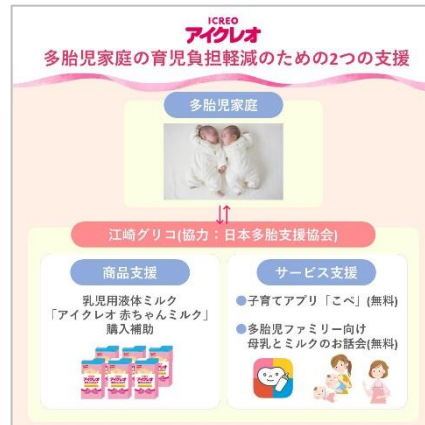 ICREO
アイクレオ
多胎児家庭の育児負担軽減のための2つの支援
多胎児家庭
江崎グリコ(協力：日本多胎支援協会)
商品支援
乳児用液体ミルク
「アイクレオ 赤ちゃんミルク」
購入補助
サービス支援
●子育てアプリ「こぺ」(無料)
●多胎児ファミリー向け
母乳とミルクのお話会(無料)